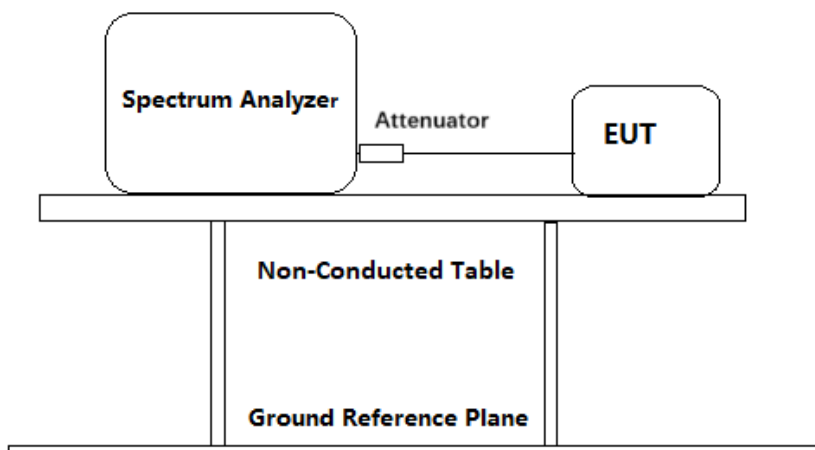 Spectrum Analyzer
Attenuator
EUT
Non-Conducted Table
Ground Reference Plane